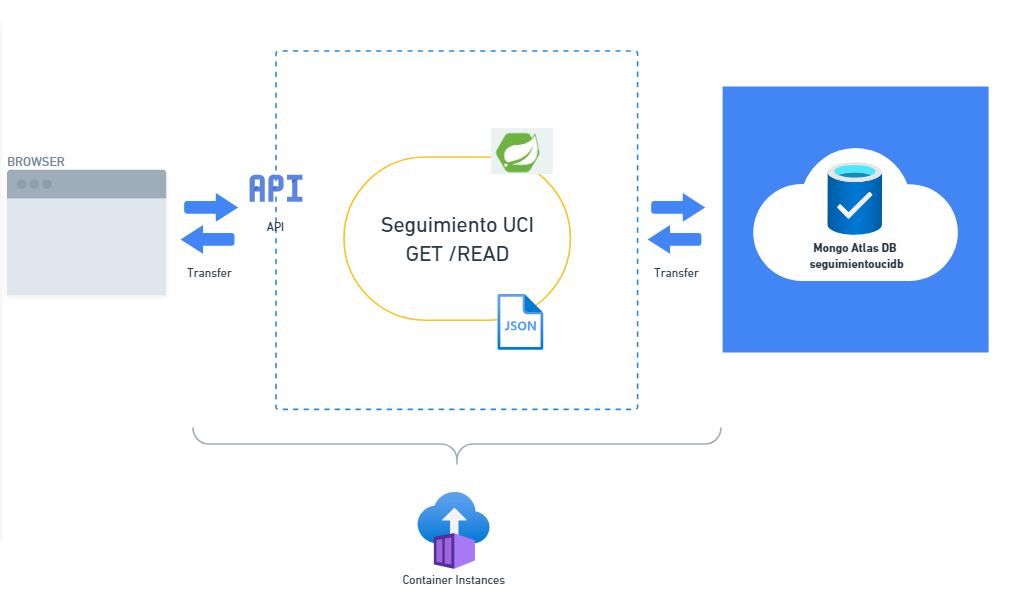 BROWSER
API
API
Transfer
Seguimiento UCI
GET /READ
JSON
Transfer
Mongo Atlas DB
seguimientoucidb
Container Instances